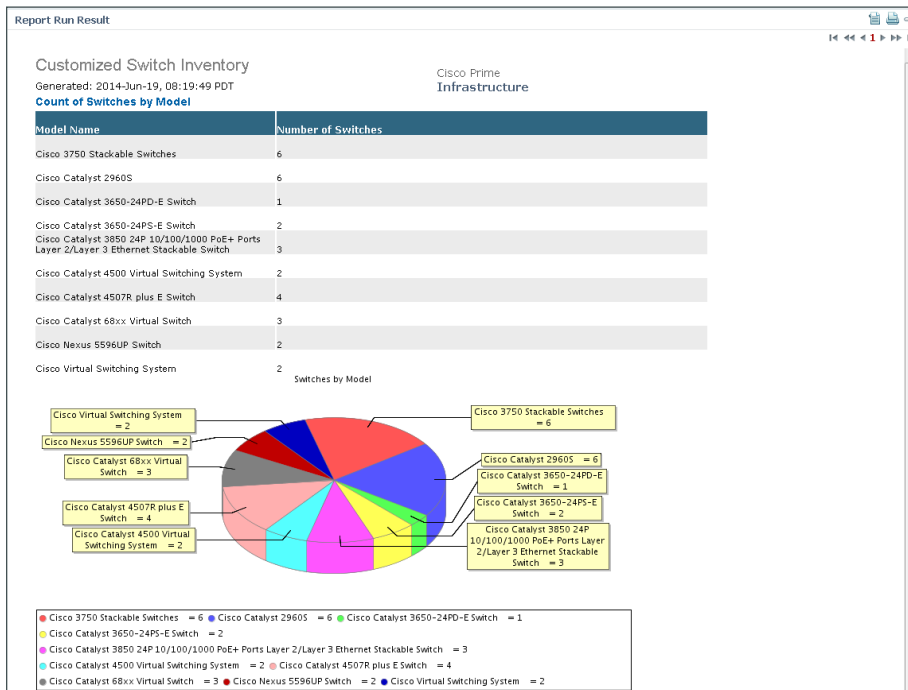 Report Run Result
1
Customized Switch Inventory
Cisco Prime
Generated: 2014-Jun-19, 08:19:49 PDT
Infrastructure
Count of Switches by Model
Model Name Number of Switches
Cisco 3750 Stackable Switches 6
Cisco Catalyst 2960S 6
Cisco Catalyst 3650-24PD-E Switch 1
Cisco Catalyst 3650-24PS-E Switch 2
Cisco Catalyst 3850 24P 10/100/1000 PoE+ Ports
Layer 2/Layer 3 Ethernet Stackable Switch 3
Cisco Catalyst 4500 Virtual Switching System 2
Cisco Catalyst 4507R plus E Switch 4
Cisco Catalyst 68xx Virtual Switch 3
Cisco Nexus 5596UP Switch 2
Cisco Virtual Switching System 2
Switches by Model
Cisco Virtual Switching System
= 2
Cisco Nexus 5596UP Switch = 2
Cisco Catalyst 68xx Virtual
Switch = 3
Cisco Catalyst 4507R plus E
Switch = 4
Cisco Catalyst 4500 Virtual
Switching System = 2
Cisco 3750 Stackable Switches
= 6
Cisco Catalyst 2960S = 6
Cisco Catalyst 3650-24PD-E
Switch = 1
Cisco Catalyst 3650-24PS-E
Switch = 2
Cisco Catalyst 3850 24P
10/100/1000 PoE+ Ports Layer
2/Layer 3 Ethernet Stackable
Switch = 3
Cisco 3750 Stackable Switches = 6 Cisco Catalyst 2960S = 6 Cisco Catalyst 3650-24PD-E Switch = 1
Cisco Catalyst 3650-24PS-E Switch = 2
Cisco Catalyst 3850 24P 10/100/1000 PoE+ Ports Layer 2/Layer 3 Ethernet Stackable Switch = 3
Cisco Catalyst 4500 Virtual Switching System = 2 Cisco Catalyst 4507R plus E Switch = 4
Cisco Catalyst 68xx Virtual Switch = 3 Cisco Nexus 5596UP Switch = 2 Cisco Virtual Switching System = 2